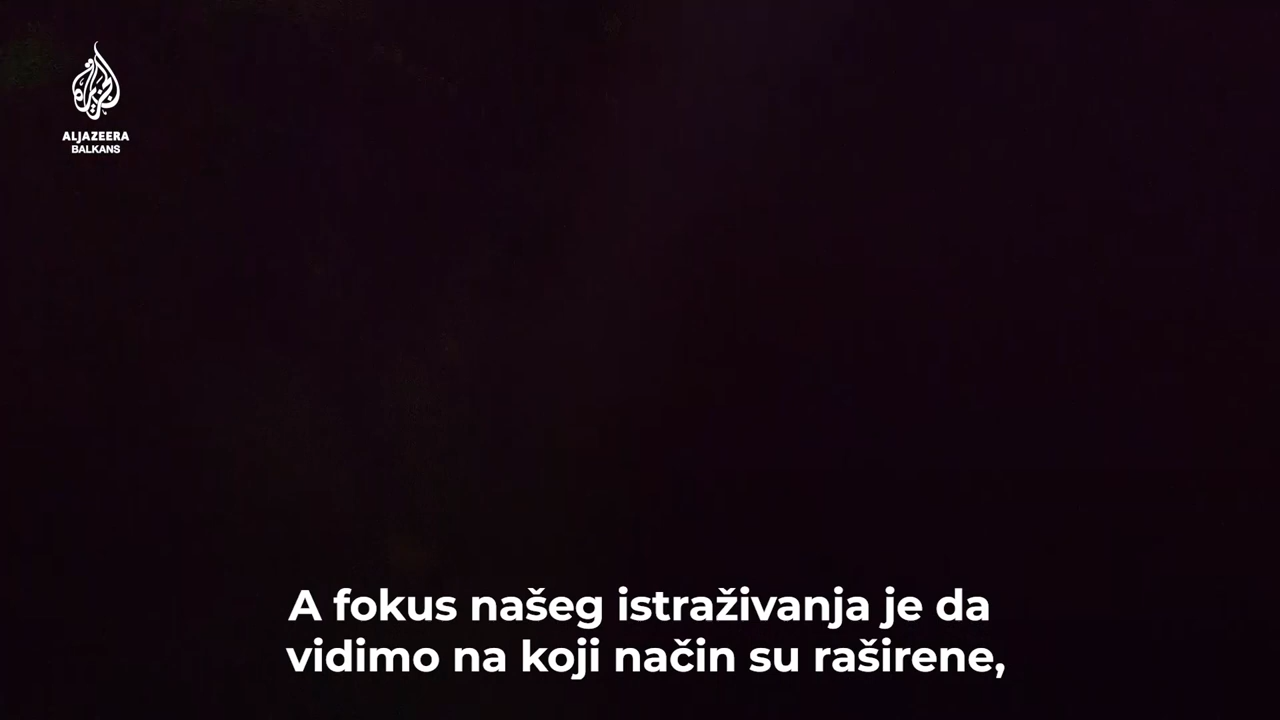 ALJAZEERA
BALKANS
A fokus našeg istraživanja je da
vidimo na koji način su raširene,